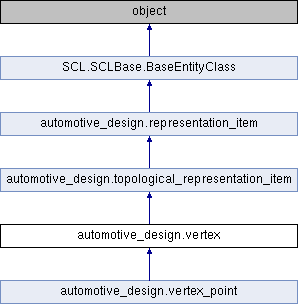 object
SCL.SCLBase.BaseEntityClass
automotive_design.representation_item
automotive_design.topological_representation_item
automotive_design.vertex
automotive_design.vertex_point